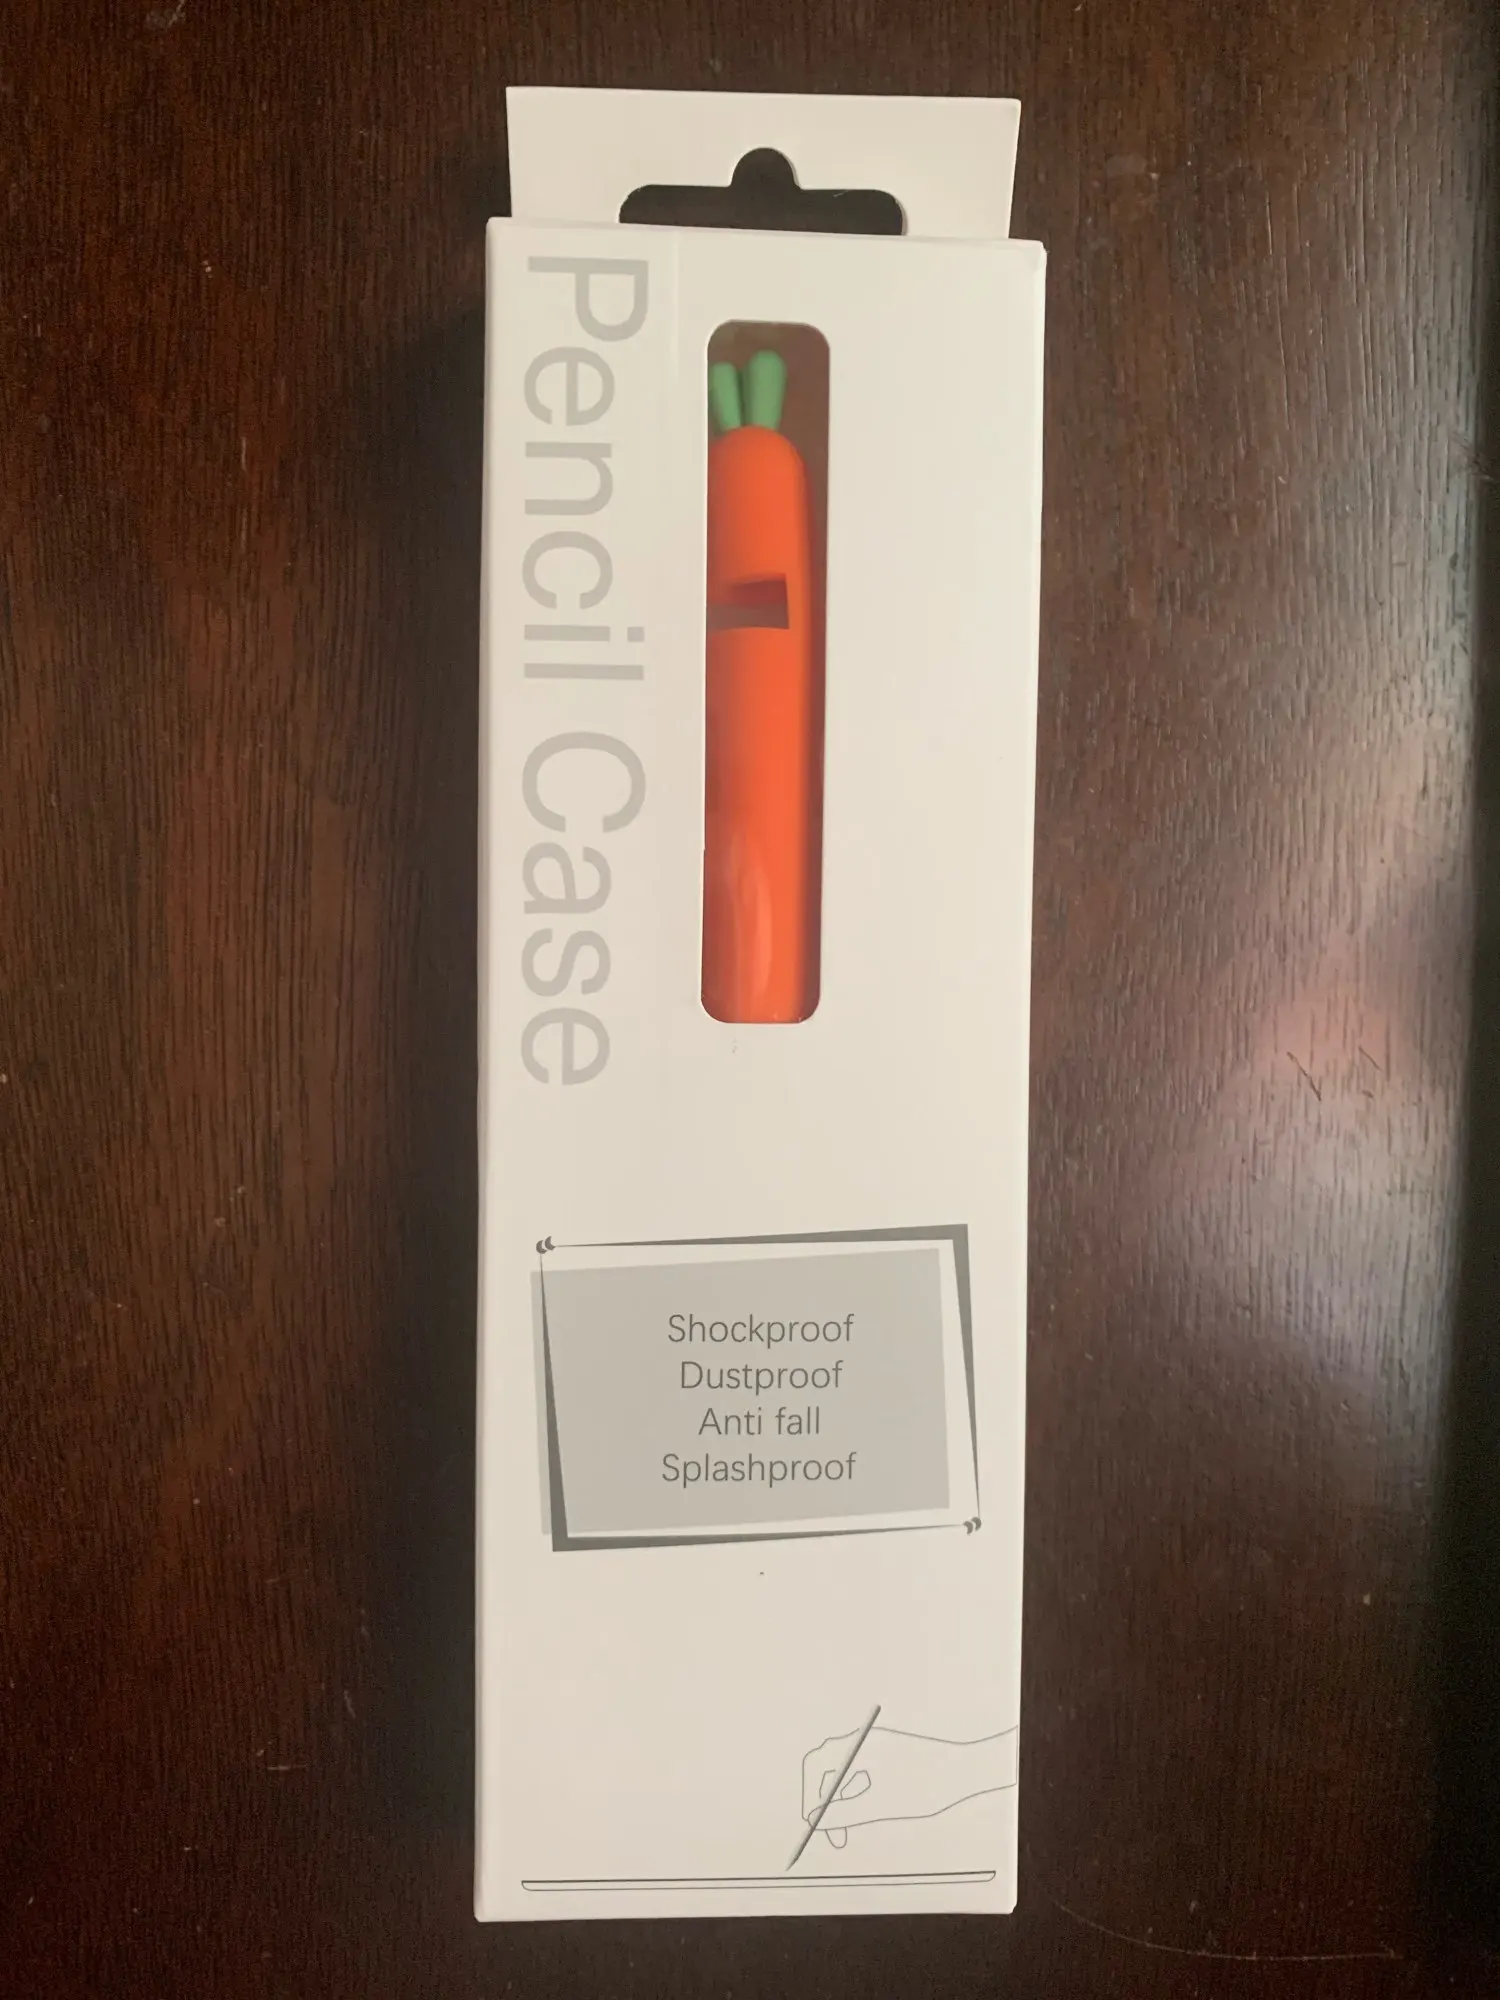 Pencil Case
Shockproof
Dustproof
Anti fall
Splashproof